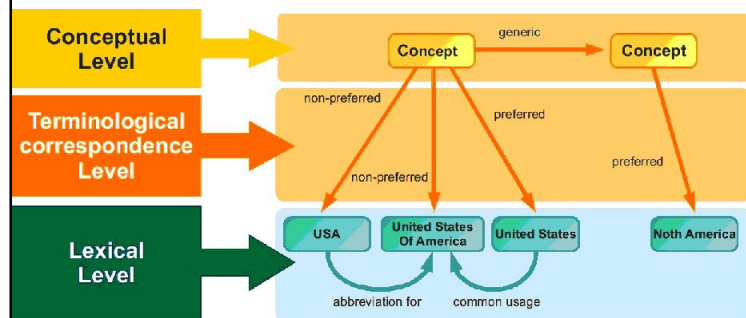 Conceptual
Level
Concept
generic
Concept
Terminological
correspondence
Level
non-preferred
preferred
non-preferred
preferred
Lexical
Level
USA
United States
Of America
United States
Noth America
abbreviation for
common usage